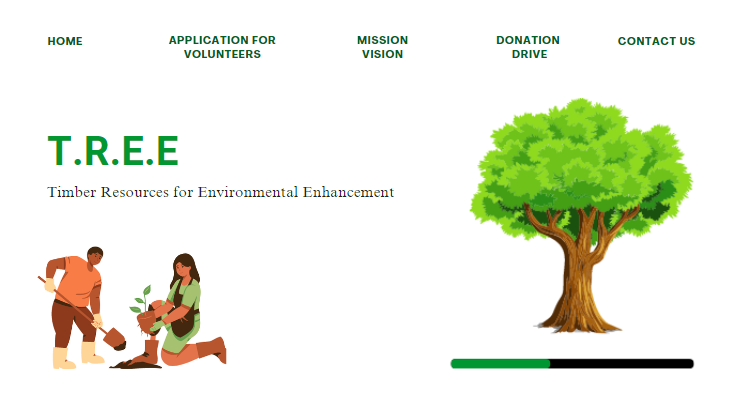 HOME
APPLICATION FOR
VOLUNTEERS
MISSION
VISION
DONATION
DRIVE
CONTACT US
T.R.E.E
Timber Resources for Environmental Enhancement